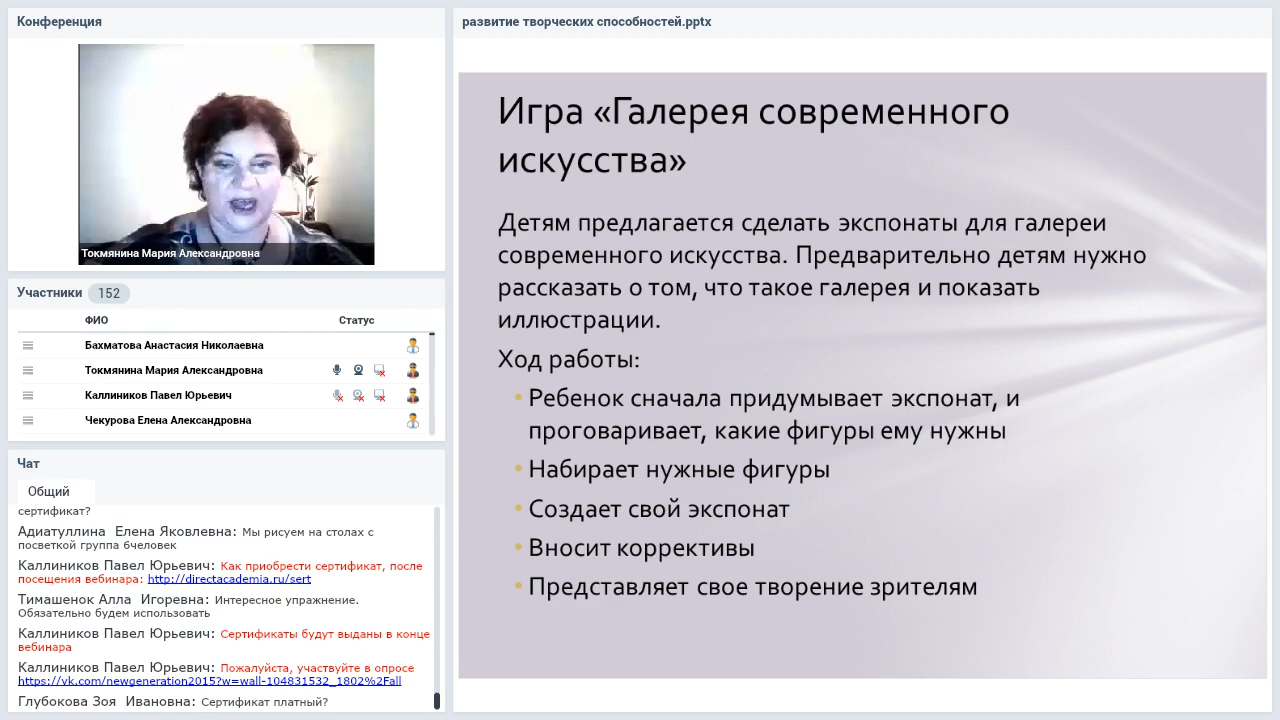 Конференция
Токмянина Мария Александровна
Участники 152
ФИО Статус
Бахматова Анастасия Николаевна
Токмянина Мария Александровна
Каллиников Павел Юрьевич
Чекурова Елена Александровна
Чат
Общий
сертификат?
Адиатуллина Елена Яковлевна: Мы рисуем на столах с
посветкой группа 6человек
Каллиников Павел Юрьевич: Как приобрести сертификат, после
посещения вебинара: http://directacademia.ru/sert
Тимашенок Алла Игоревна: Интересное упражнение.
Обязательно будем использовать
Каллиников Павел Юрьевич: Сертификаты будут выданы в конце
вебинара
Каллиников Павел Юрьевич: Пожалуйста, участвуйте в опросе
https://vk.com/newgeneration2015?w=wall-104831532_1802%2Fall
Глубокова Зоя Ивановна: Сертификат платный?
развитие творческих способностей.pptx
Игра «Галерея современного
искусства»
Детям предлагается сделать экспонаты для галереи
современного искусства. Предварительно детям нужно
рассказать о том, что такое галерея и показать
иллюстрации.
Ход работы:
• Ребенок сначала придумывает экспонат, и
проговаривает, какие фигуры ему нужны
• Набирает нужные фигуры
• Создает свой экспонат
• Вносит коррективы
• Представляет свое творение зрителям